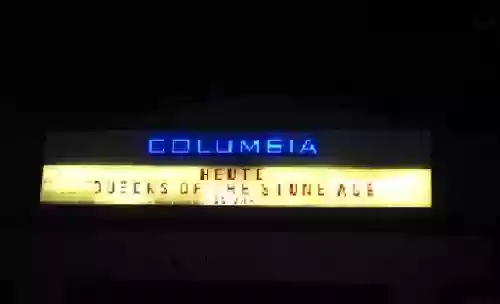 COLUMBIA
HEUTE
QUEENS OF THE STONE AGE